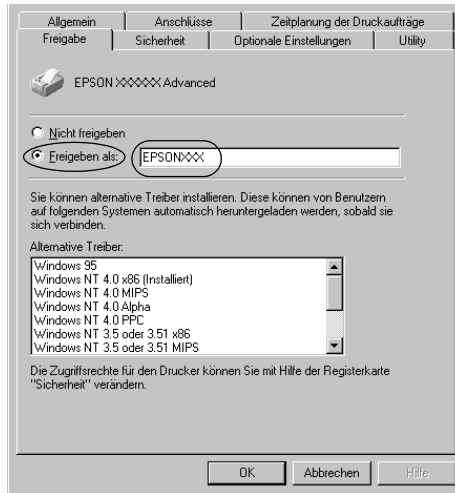 Allgemein Anschlüsse Zeitplanung der Druckaufträge
Freigabe Sicherheit Optionale Einstellungen Utility
EPSON XXXXXX Advanced
Nicht freigeben
Freigeben als: EPSONXXX
Sie können alternative Treiber installieren. Diese können von Benutzern
auf folgenden Systemen automatisch heruntergeladen werden, sobald sie
sich verbinden.
Alternative Treiber:
Windows 95
Windows NT 4.0 x86 (Installiert)
Windows NT 4.0 MIPS
Windows NT 4.0 Alpha
Windows NT 4.0 PPC
Windows NT 3.5 oder 3.51 x86
Windows NT 3.5 oder 3.51 MIPS
Die Zugriffsrechte für den Drucker können Sie mit Hilfe der Registerkarte
"Sicherheit" verändern.
OK Abbrechen Hilfe